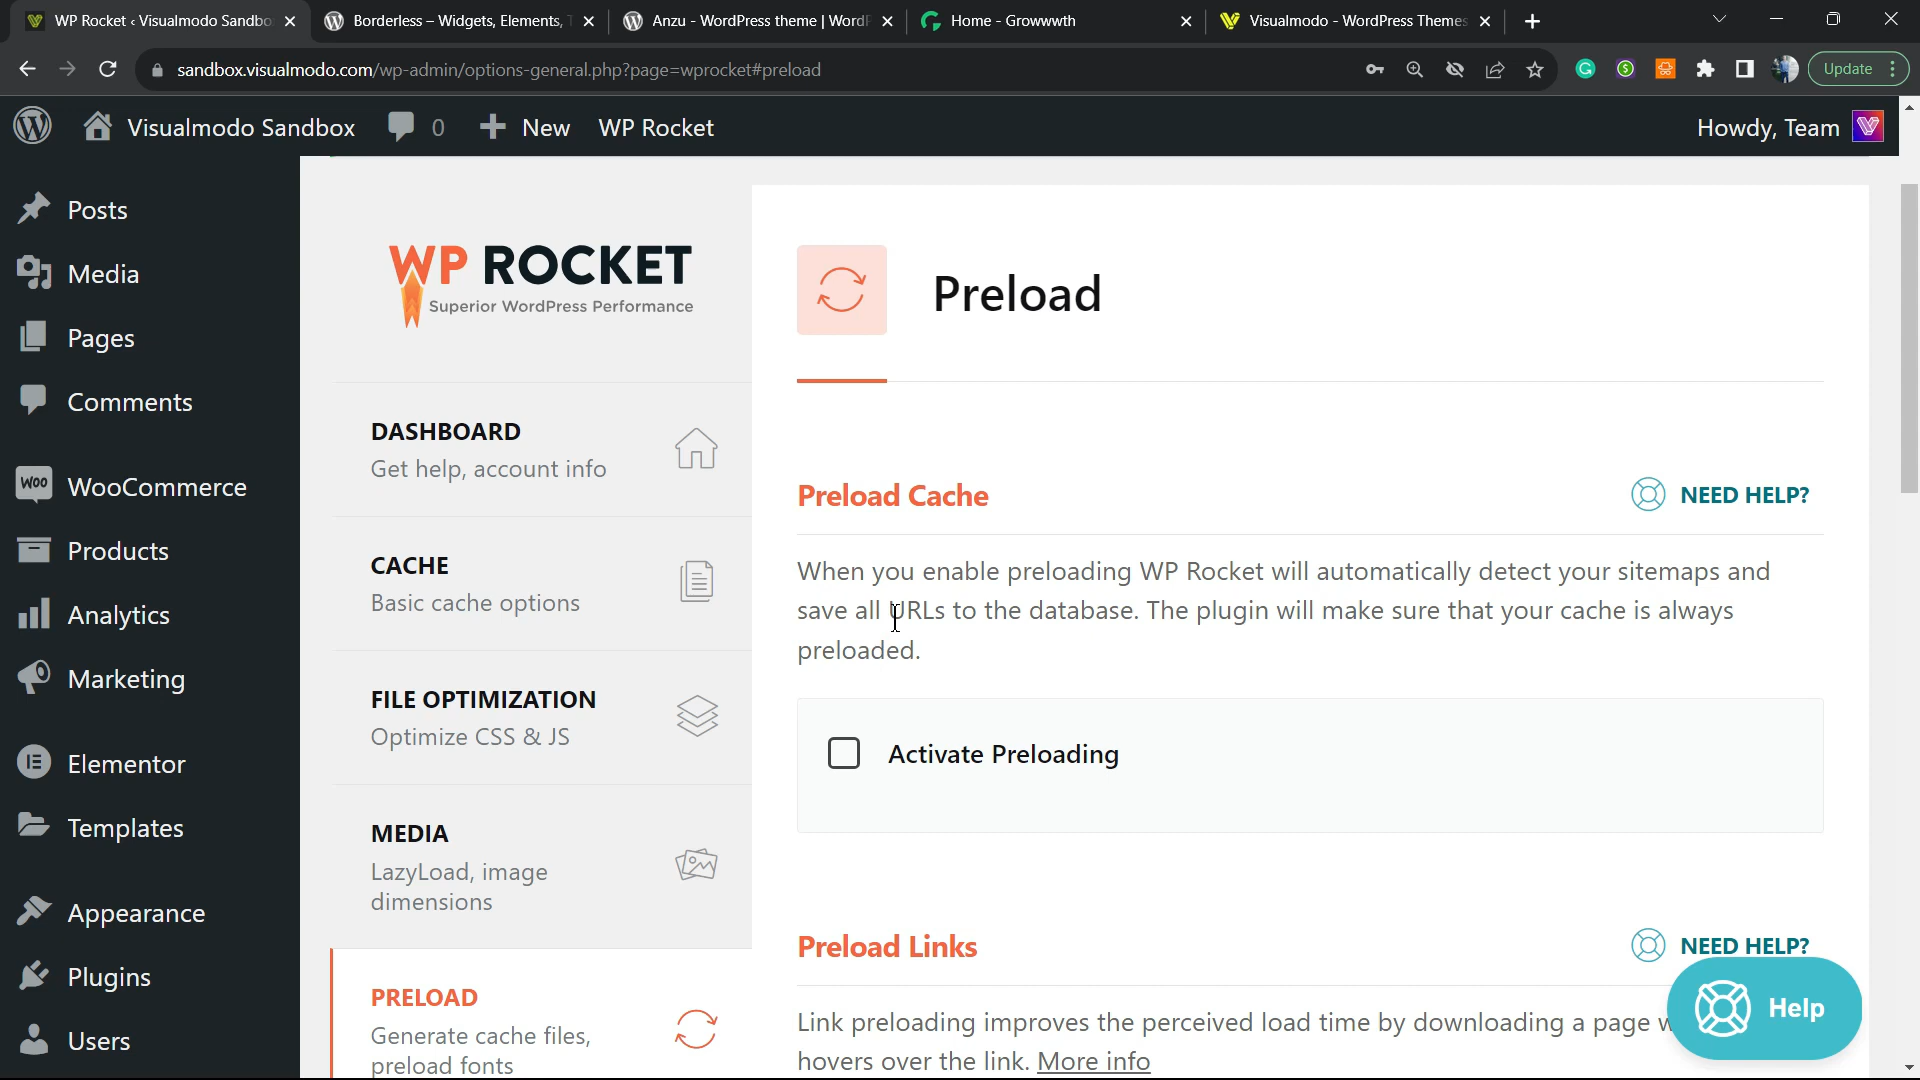 WP Rocket ‹ Visualmodo Sandbo
Borderless – Widgets, Elements, T
Anzu - WordPress theme | WordP
Home - Growwwth
Visualmodo - WordPress Themes
sandbox.visualmodo.com/wp-admin/options-general.php?page=wprocket#preload
Update
Visualmodo Sandbox
0
New
WP Rocket
Howdy, Team
Posts
Media
Pages
Comments
WooCommerce
Products
Analytics
Marketing
Elementor
Templates
Appearance
Plugins
Users
WP ROCKET
Superior WordPress Performance
DASHBOARD
Get help, account info
CACHE
Basic cache options
FILE OPTIMIZATION
Optimize CSS & JS
MEDIA
LazyLoad, image
dimensions
PRELOAD
Generate cache files,
preload fonts
Preload
Preload Cache
NEED HELP?
When you enable preloading WP Rocket will automatically detect your sitemaps and
save all URLs to the database. The plugin will make sure that your cache is always
preloaded.
Activate Preloading
Preload Links
NEED HELP?
Link preloading improves the perceived load time by downloading a page w
hovers over the link. More info
Help